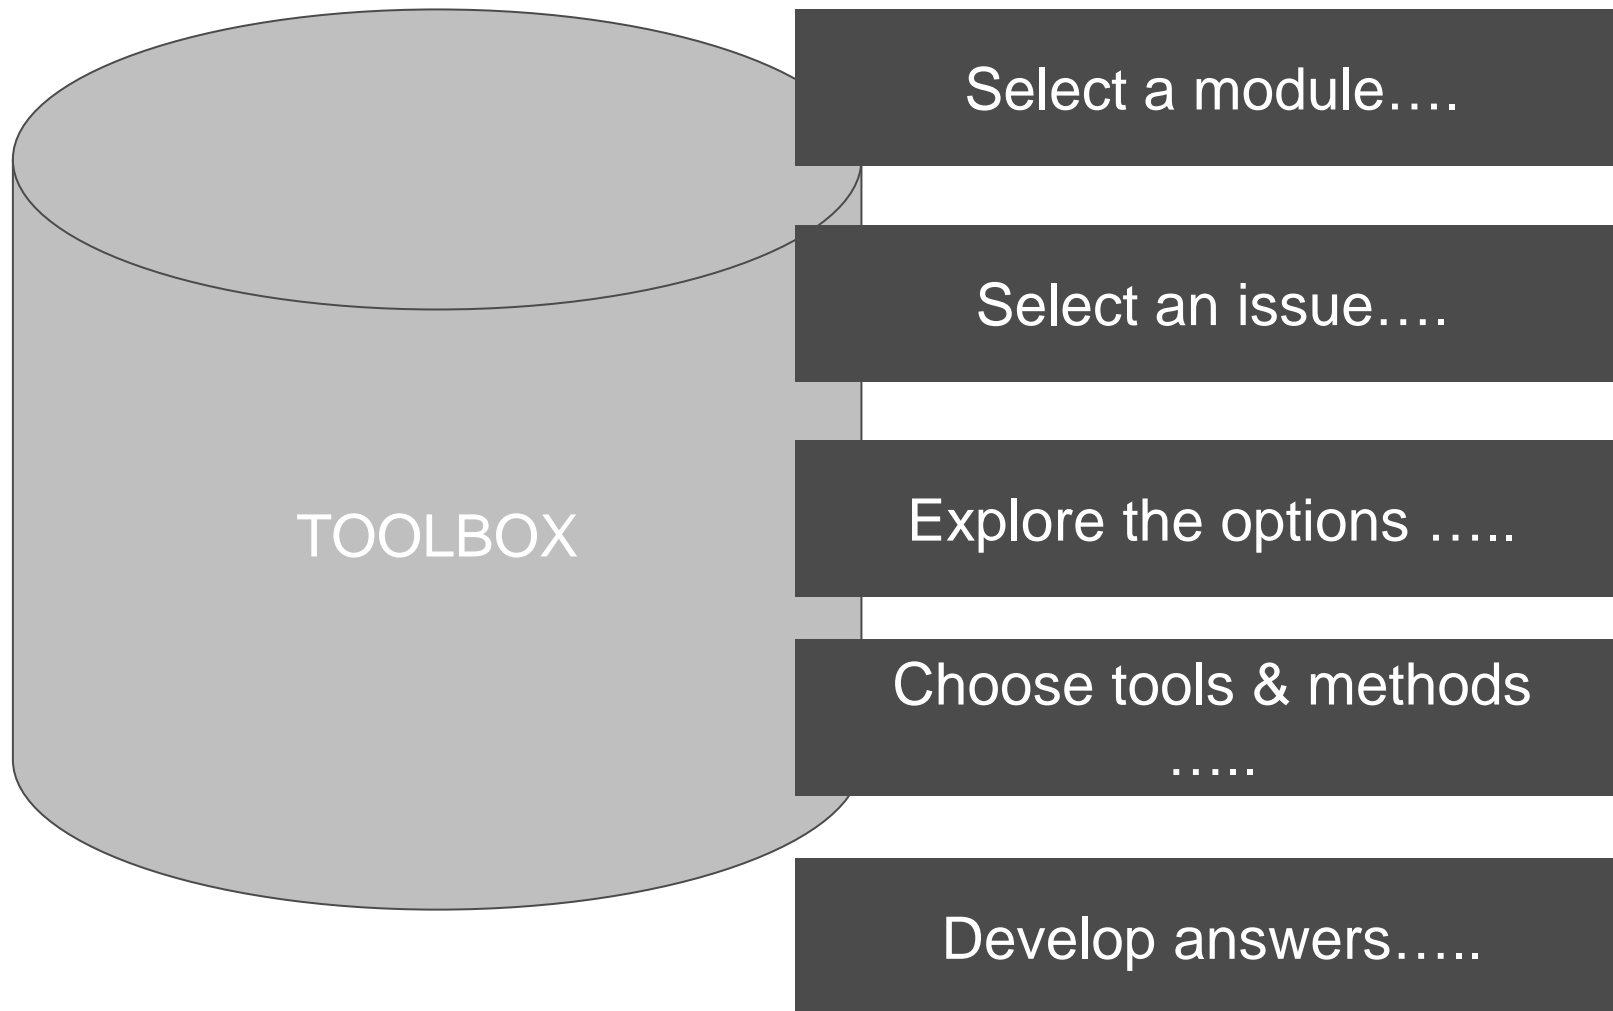 Select a module….
Select an issue….
Explore the options …..
TOOLBOX
Choose tools & methods
…..
Develop answers…..